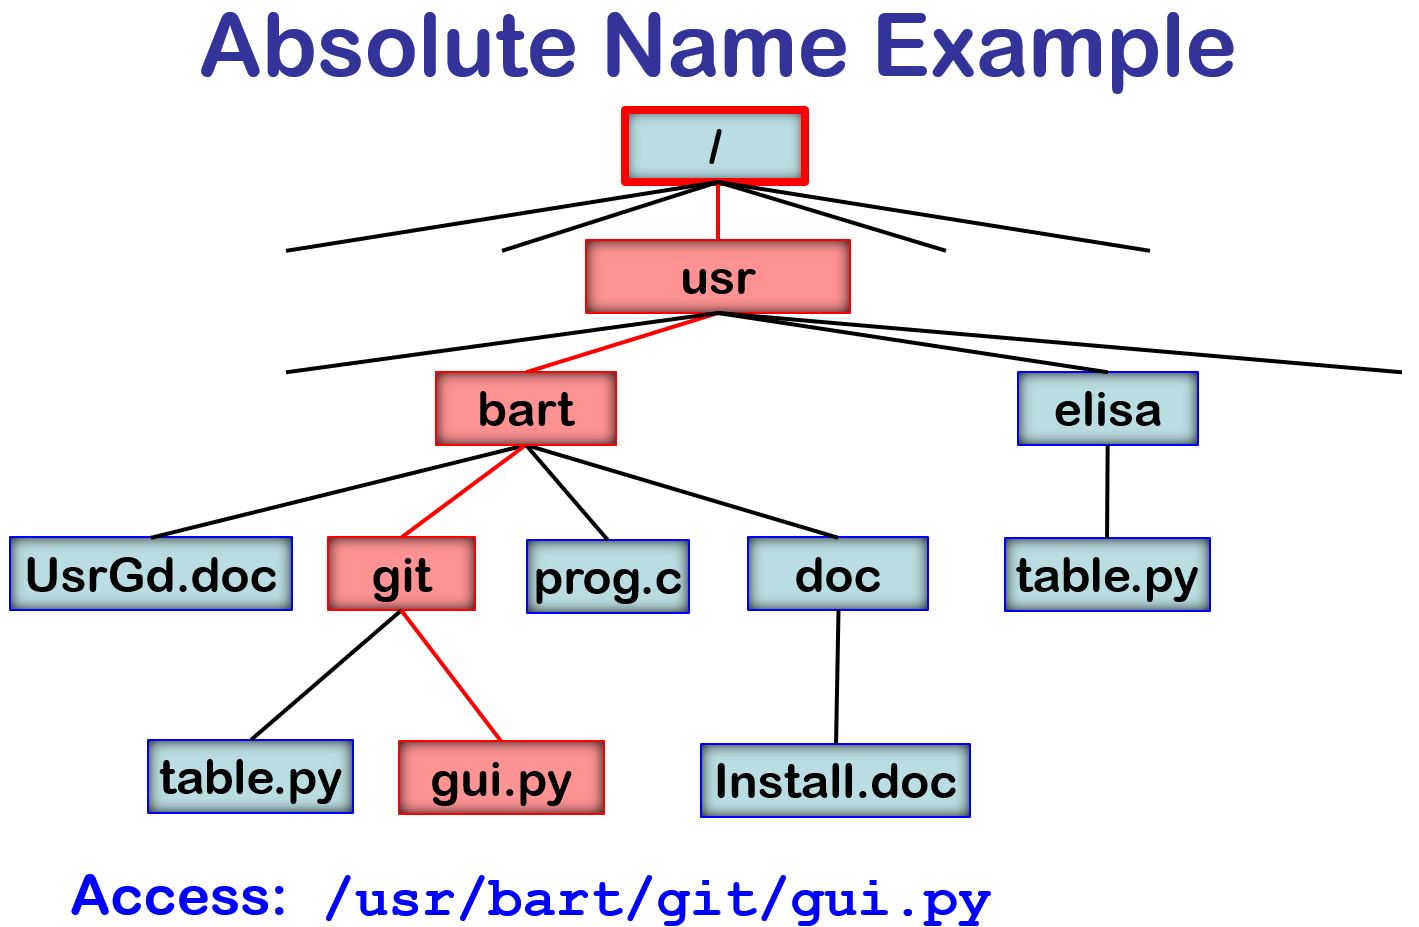 Absolute Name Example
/
usr
bart elisa
UsrGd.doc git prog.c doc table.py
table.py gui.py Install.doc
Access: /usr/bart/git/gui.py